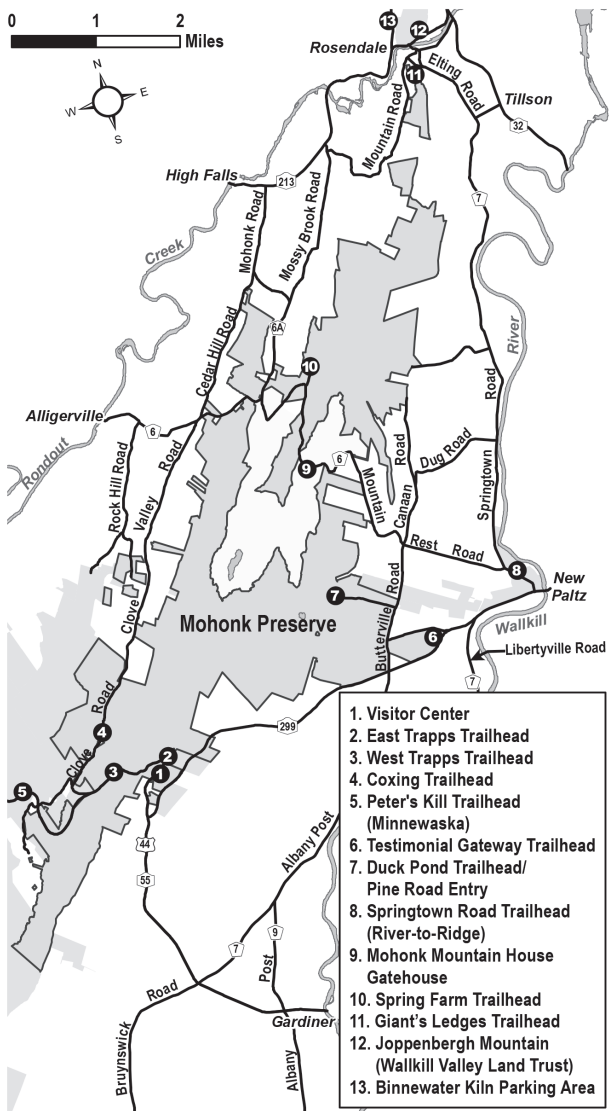 0 1 2
Miles
N
W E
S
13
12
Rosendale
11
Elting Road
Tillson
32
Mountain Road
High Falls
213
7
Creek
Mohonk Road
Mossy Brook Road
River
6A
Cedar Hill Road
10
Road
Alligerville
6
Rondout
Rock Hill Road
Valley Road
9
6
Mountain
Canaan Road
Dug Road
Springtown
Rest Road
8
New
Paltz
7
Butterville Road
Mohonk Preserve
6
Wallkill
Libertyville Road
7
Clove
Road
299
4
Clove
2
3
1
5
44
55
Albany Post
7
9
Post
Road
Gardiner
Bruynswick
Albany
1. Visitor Center
2. East Trapps Trailhead
3. West Trapps Trailhead
4. Coxing Trailhead
5. Peter's Kill Trailhead
(Minnewaska)
6. Testimonial Gateway Trailhead
7. Duck Pond Trailhead/
Pine Road Entry
8. Springtown Road Trailhead
(River-to-Ridge)
9. Mohonk Mountain House
Gatehouse
10. Spring Farm Trailhead
11. Giant's Ledges Trailhead
12. Joppenbergh Mountain
(Wallkill Valley Land Trust)
13. Binnewater Kiln Parking Area